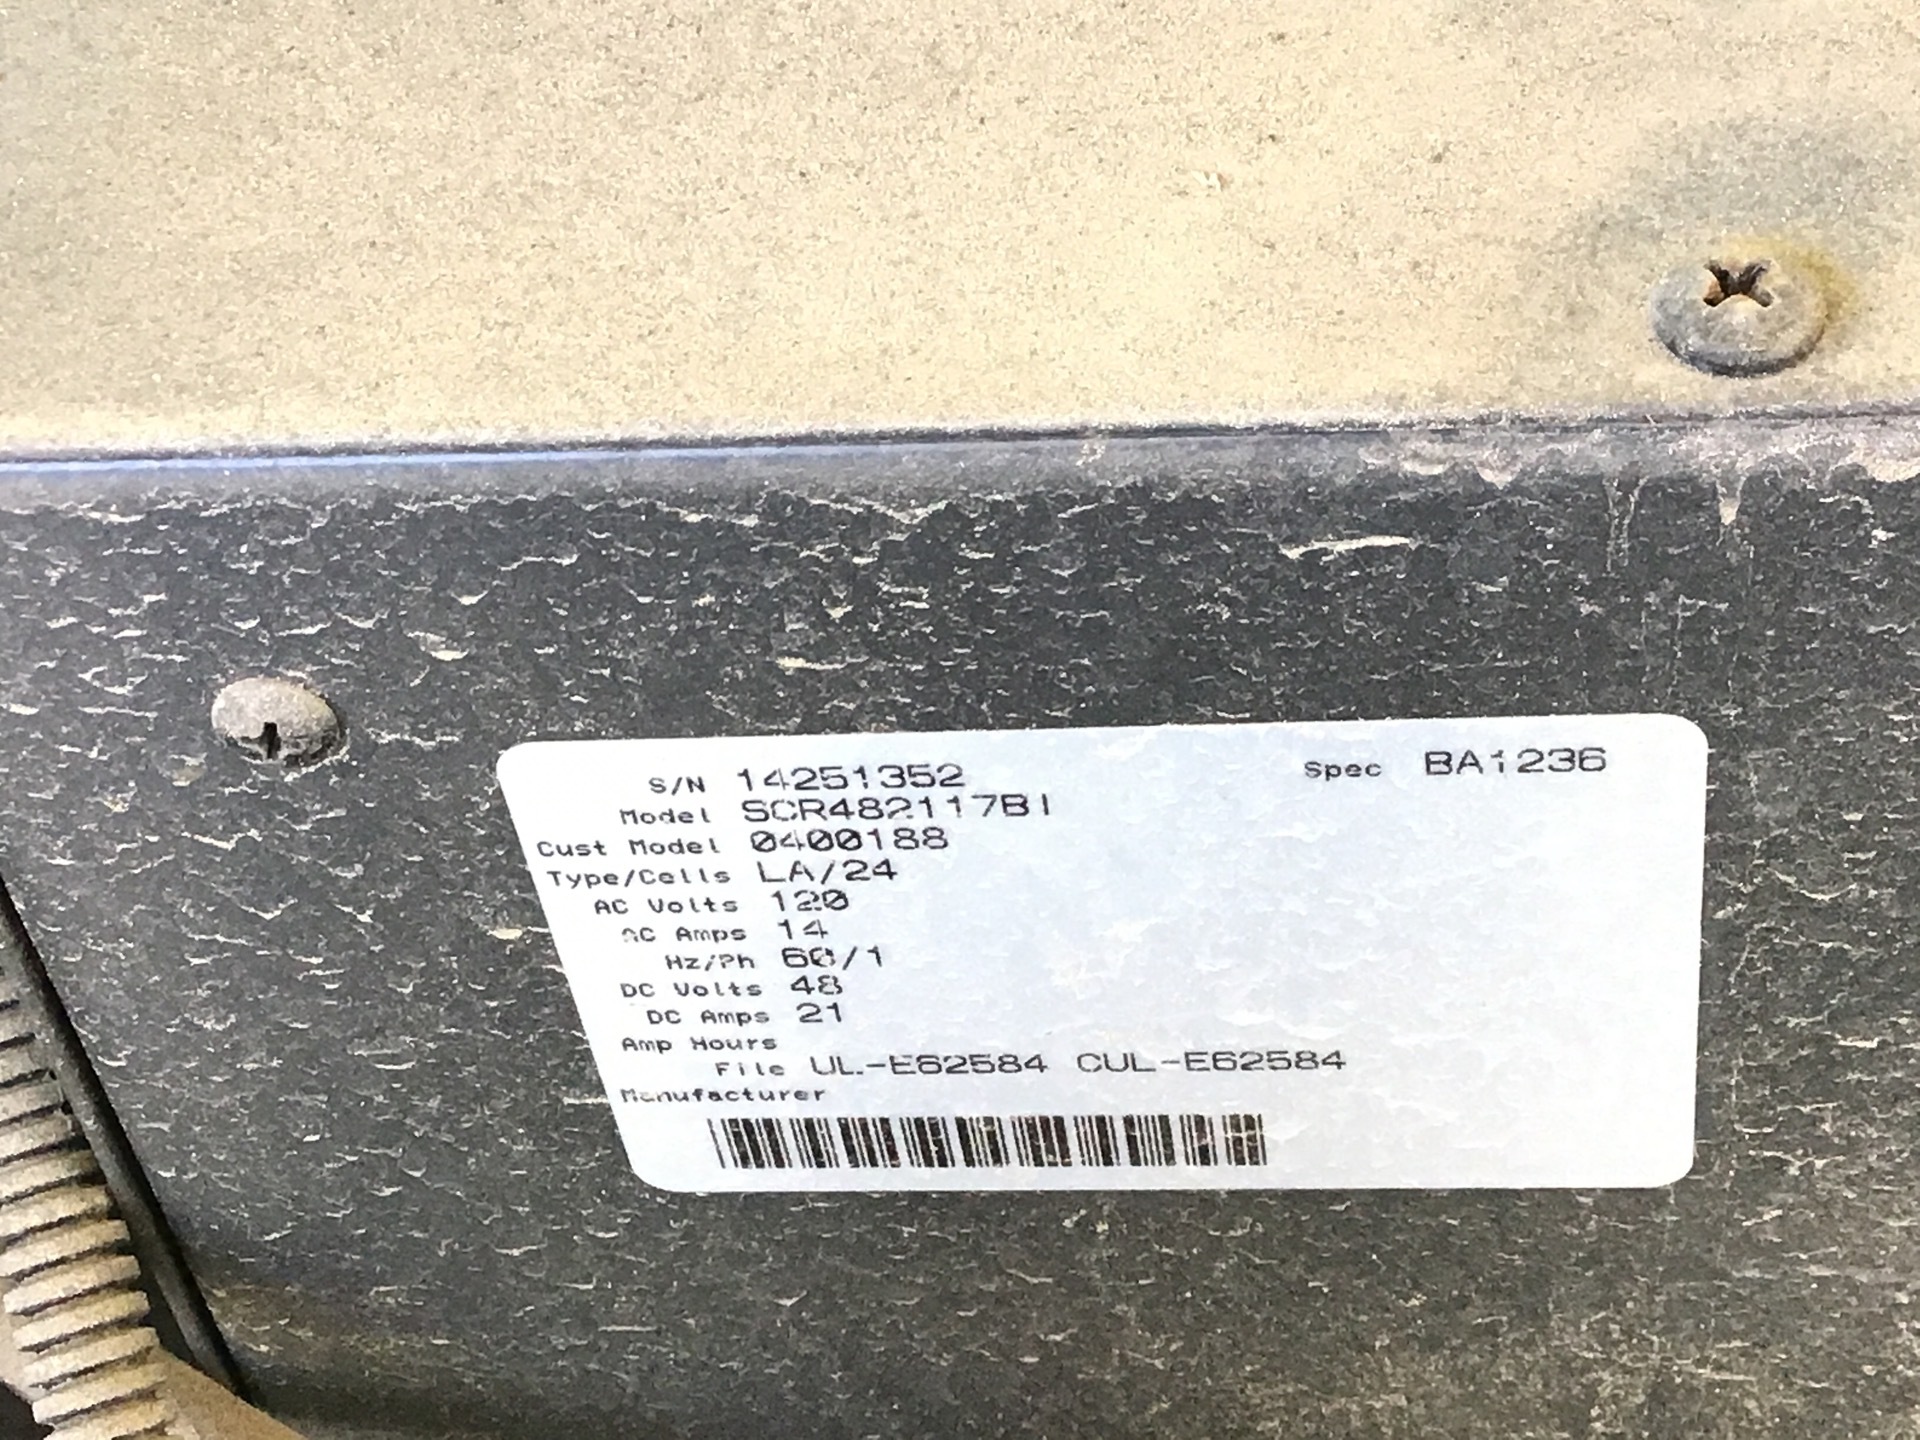 S/N 14251352 Spec BA1236
Model SCR482117BI
Cust Model 0400188
Type/Cells LA/24
AC Volts 120
AC Amps 14
Hz/Ph 60/1
DC Volts 48
DC Amps 21
Amp Hours
File UL-E62584 CUL-E62584
Manufacturer